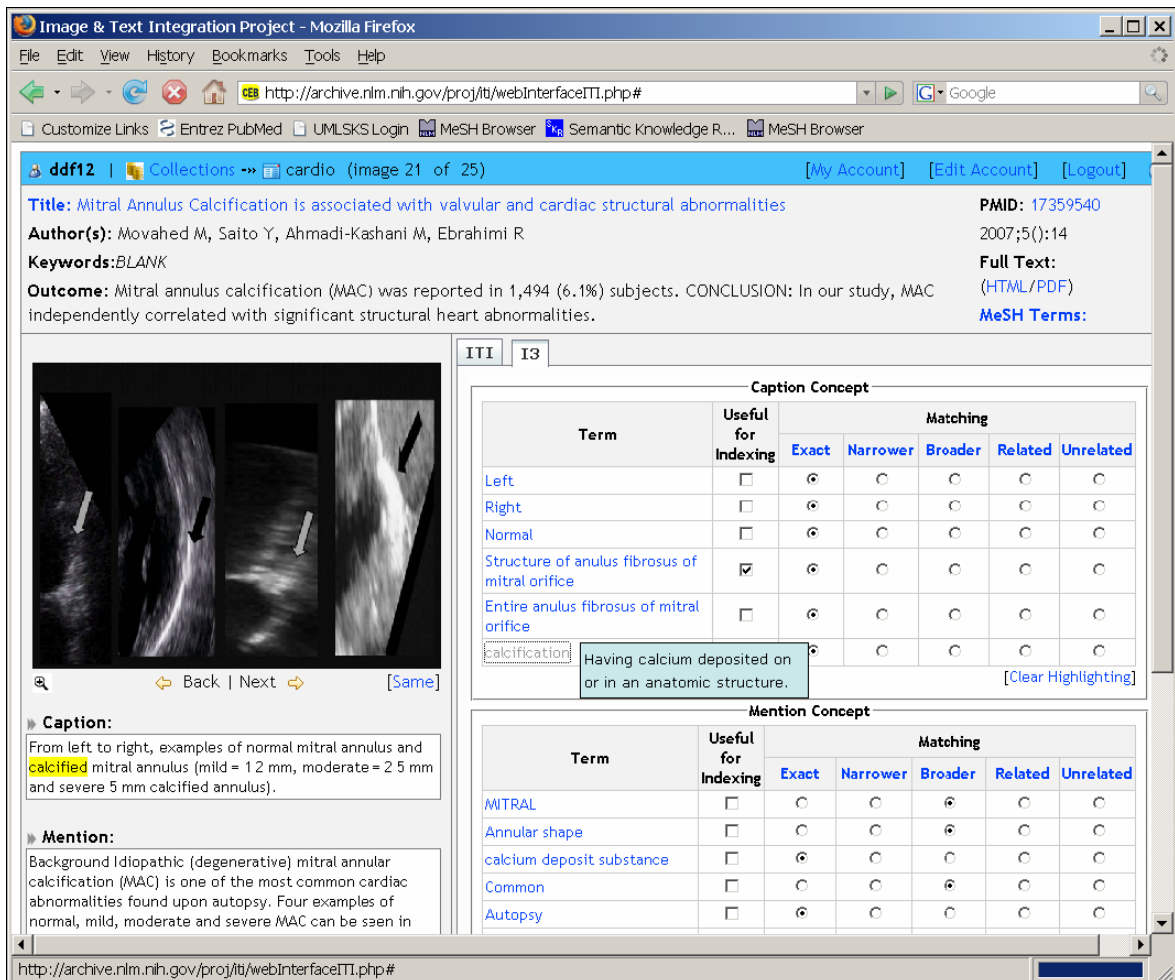 Image & Text Integration Project - Mozilla Firefox
File Edit View History Bookmarks Tools Help
CEB http://archive.nlm.nih.gov/proj/iti/webInterfaceITI.php# G Google
Customize Links Entrez PubMed UMLSKS Login MeSH Browser Semantic Knowledge R... MeSH Browser
ddf12 | Collections -»» cardio (image 21 of 25) [My Account] [Edit Account] [Logout]
Title: Mitral Annulus Calcification is associated with valvular and cardiac structural abnormalities PMID: 17359540
Author(s): Movahed M, Saito Y, Ahmadi-Kashani M, Ebrahimi R 2007;5():14
Keywords:BLANK Full Text:
Outcome: Mitral annulus calcification (MAC) was reported in 1,494 (6.1%) subjects. CONCLUSION: In our study, MAC (HTML/PDF)
independently correlated with significant structural heart abnormalities. MeSH Terms:
Back | Next [Same]
Caption:
From left to right, examples of normal mitral annulus and
calcified mitral annulus (mild = 1 2 mm, moderate = 2 5 mm
and severe 5 mm calcified annulus).
Mention:
Background Idiopathic (degenerative) mitral annular
calcification (MAC) is one of the most common cardiac
abnormalities found upon autopsy. Four examples of
normal, mild, moderate and severe MAC can be seen in
ITI I3
Caption Concept
Term Useful for Indexing Matching
Exact Narrower Broader Related Unrelated
Left
Right
Normal
Structure of anulus fibrosus of
mitral orifice
Entire anulus fibrosus of mitral
orifice
calcification
Having calcium deposited on
or in an anatomic structure.
[Clear Highlighting]
Mention Concept
Term Useful for Indexing Matching
Exact Narrower Broader Related Unrelated
MITRAL
Annular shape
calcium deposit substance
Common
Autopsy
http://archive.nlm.nih.gov/proj/iti/webInterfaceITI.php#